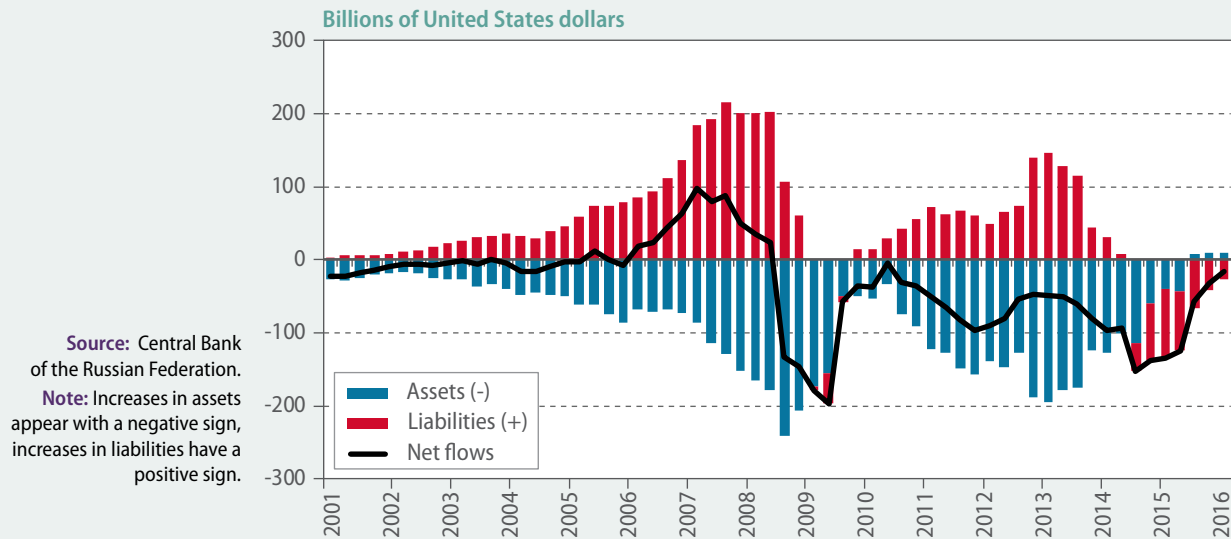 Billions of United States dollars
300
200
100
0
-100
-200
-300
Assets (-)
Liabilities (+)
Net flows
2001
2002
2003
2004
2005
2006
2007
2008
2009
2010
2011
2012
2013
2014
2015
2016
Source: Central Bank
of the Russian Federation.
Note: Increases in assets
appear with a negative sign,
increases in liabilities have a
positive sign.